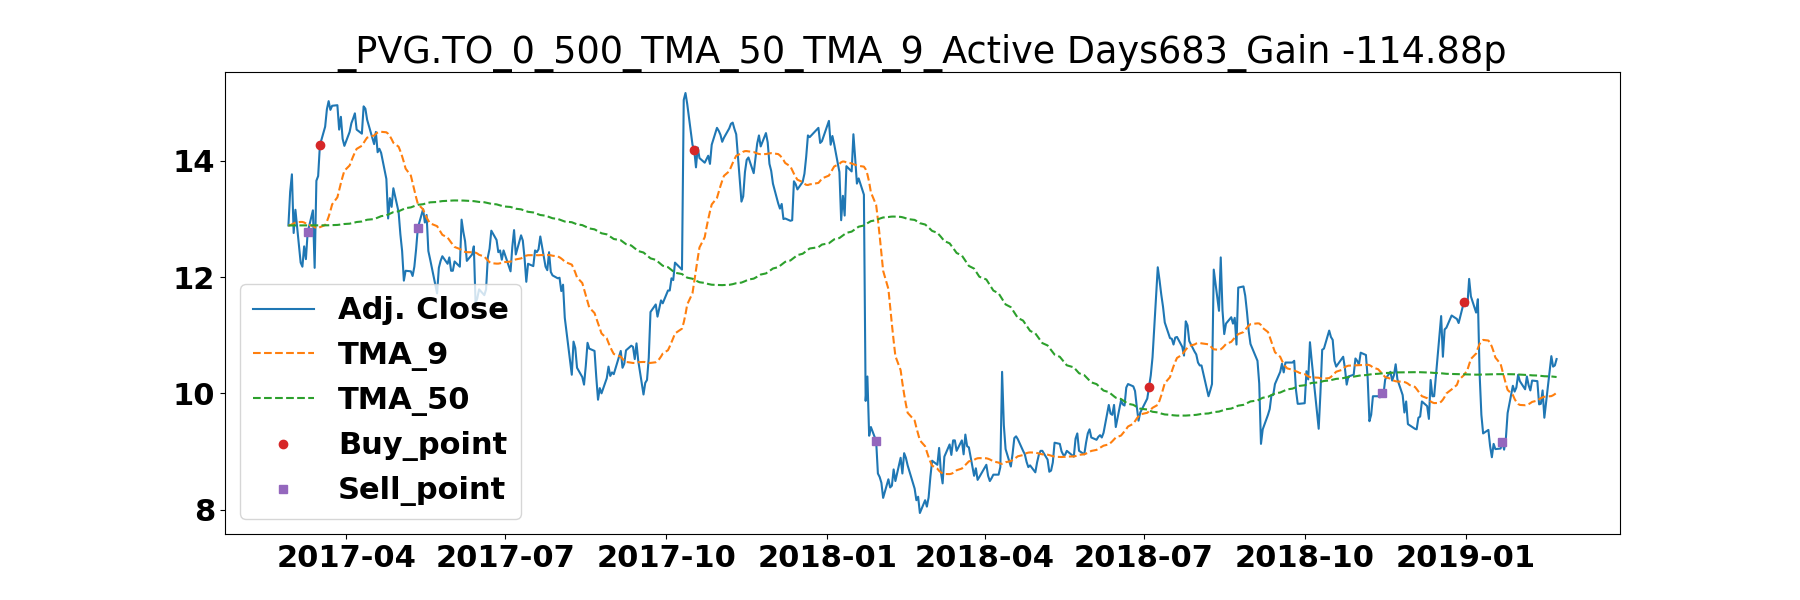 _PVG.TO_0_500_TMA_50_TMA_9_Active Days683_Gain -114.88p
14
12
10
8
Adj. Close
TMA_9
TMA_50
Buy_point
Sell_point
2017-04 2017-07 2017-10 2018-01 2018-04 2018-07 2018-10 2019-01